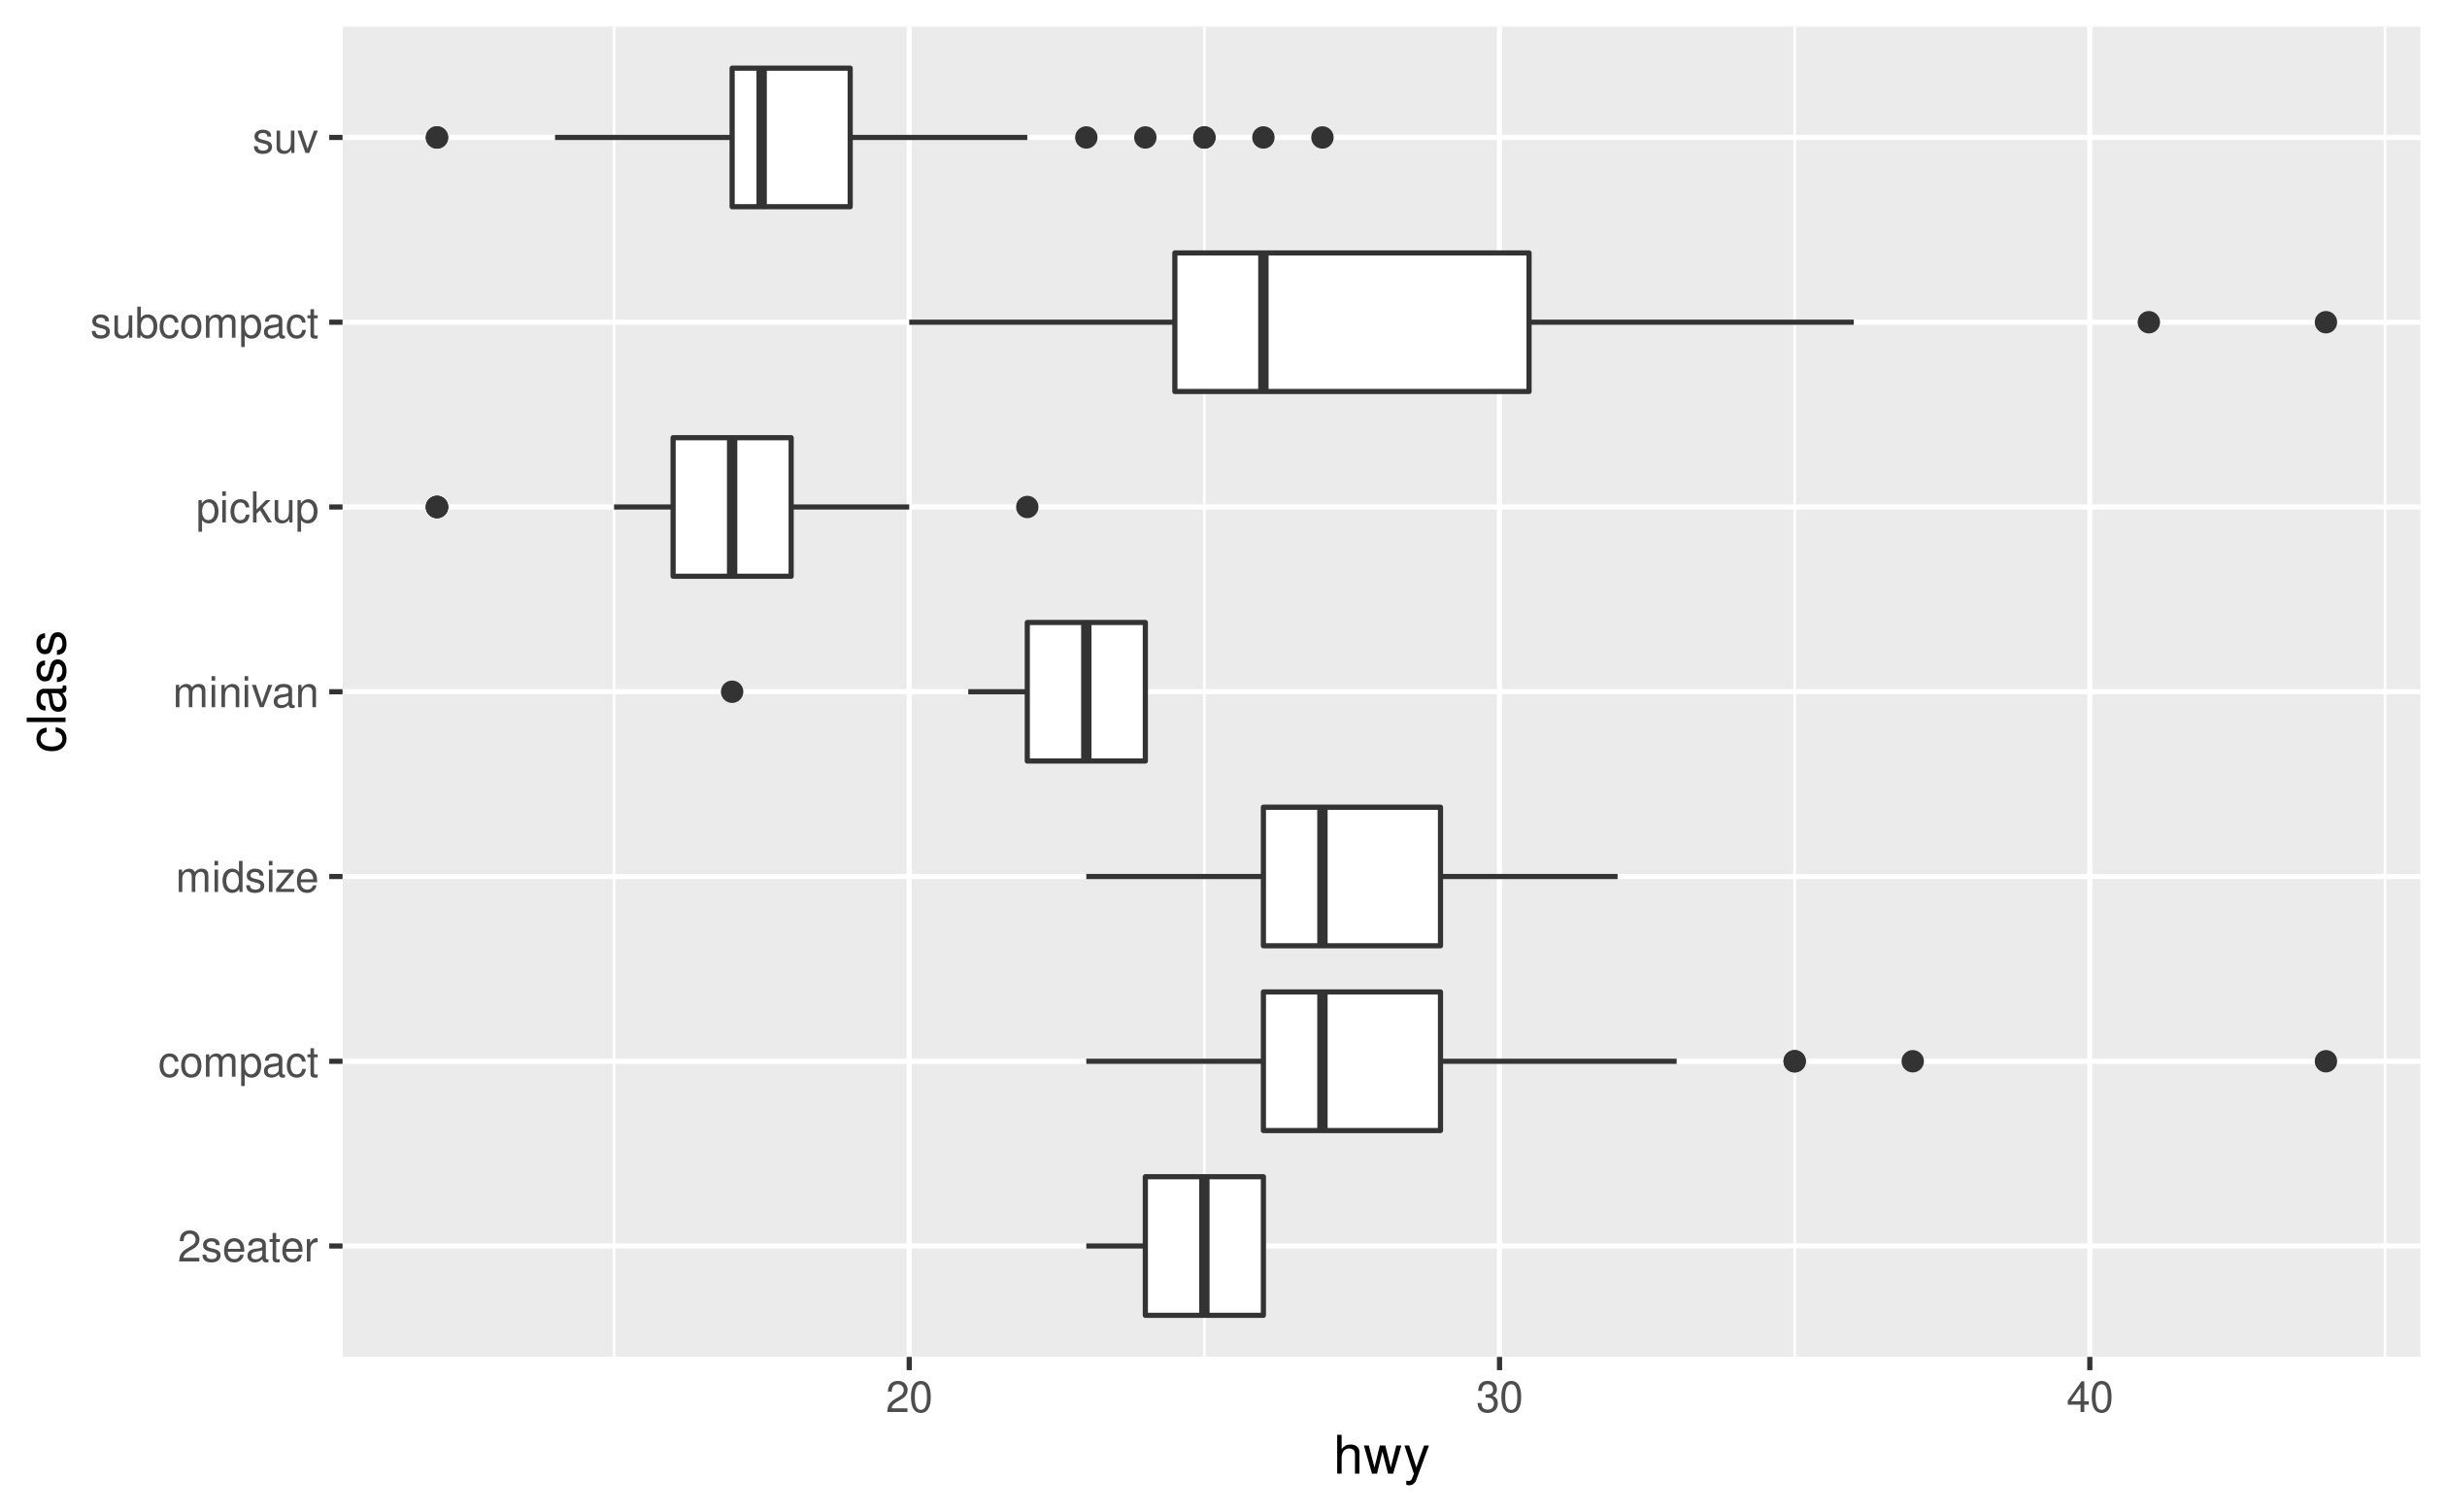 class
suv
subcompact
pickup
minivan
midsize
compact
2seater
20 30 40
hwy